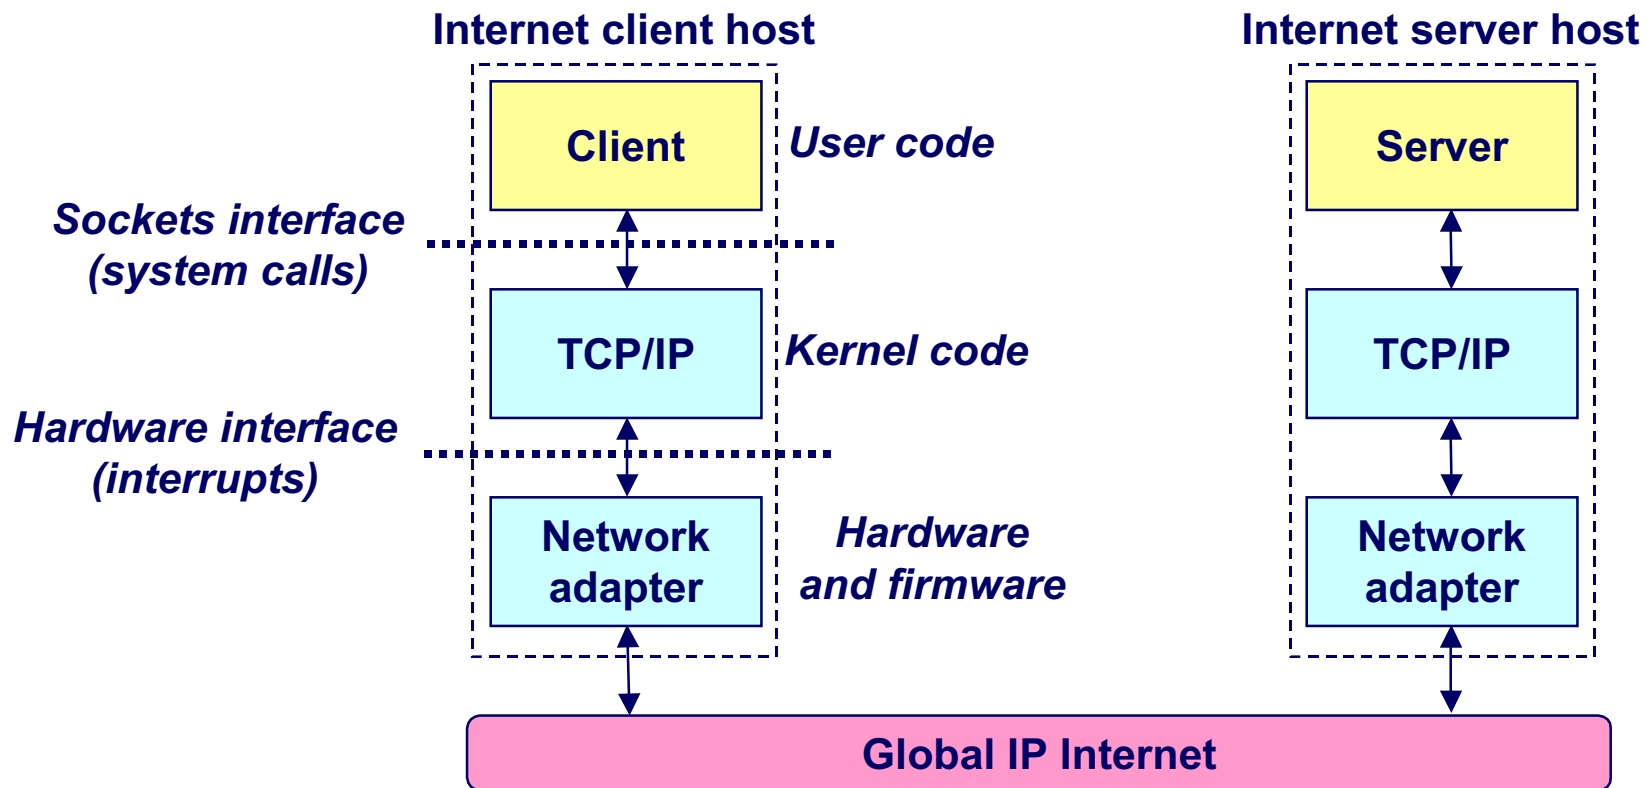 Internet client host
Internet server host
Client
User code
Server
Sockets interface
(system calls)
TCP/IP
Kernel code
TCP/IP
Hardware interface
(interrupts)
Network
adapter
Hardware
and firmware
Network
adapter
Global IP Internet